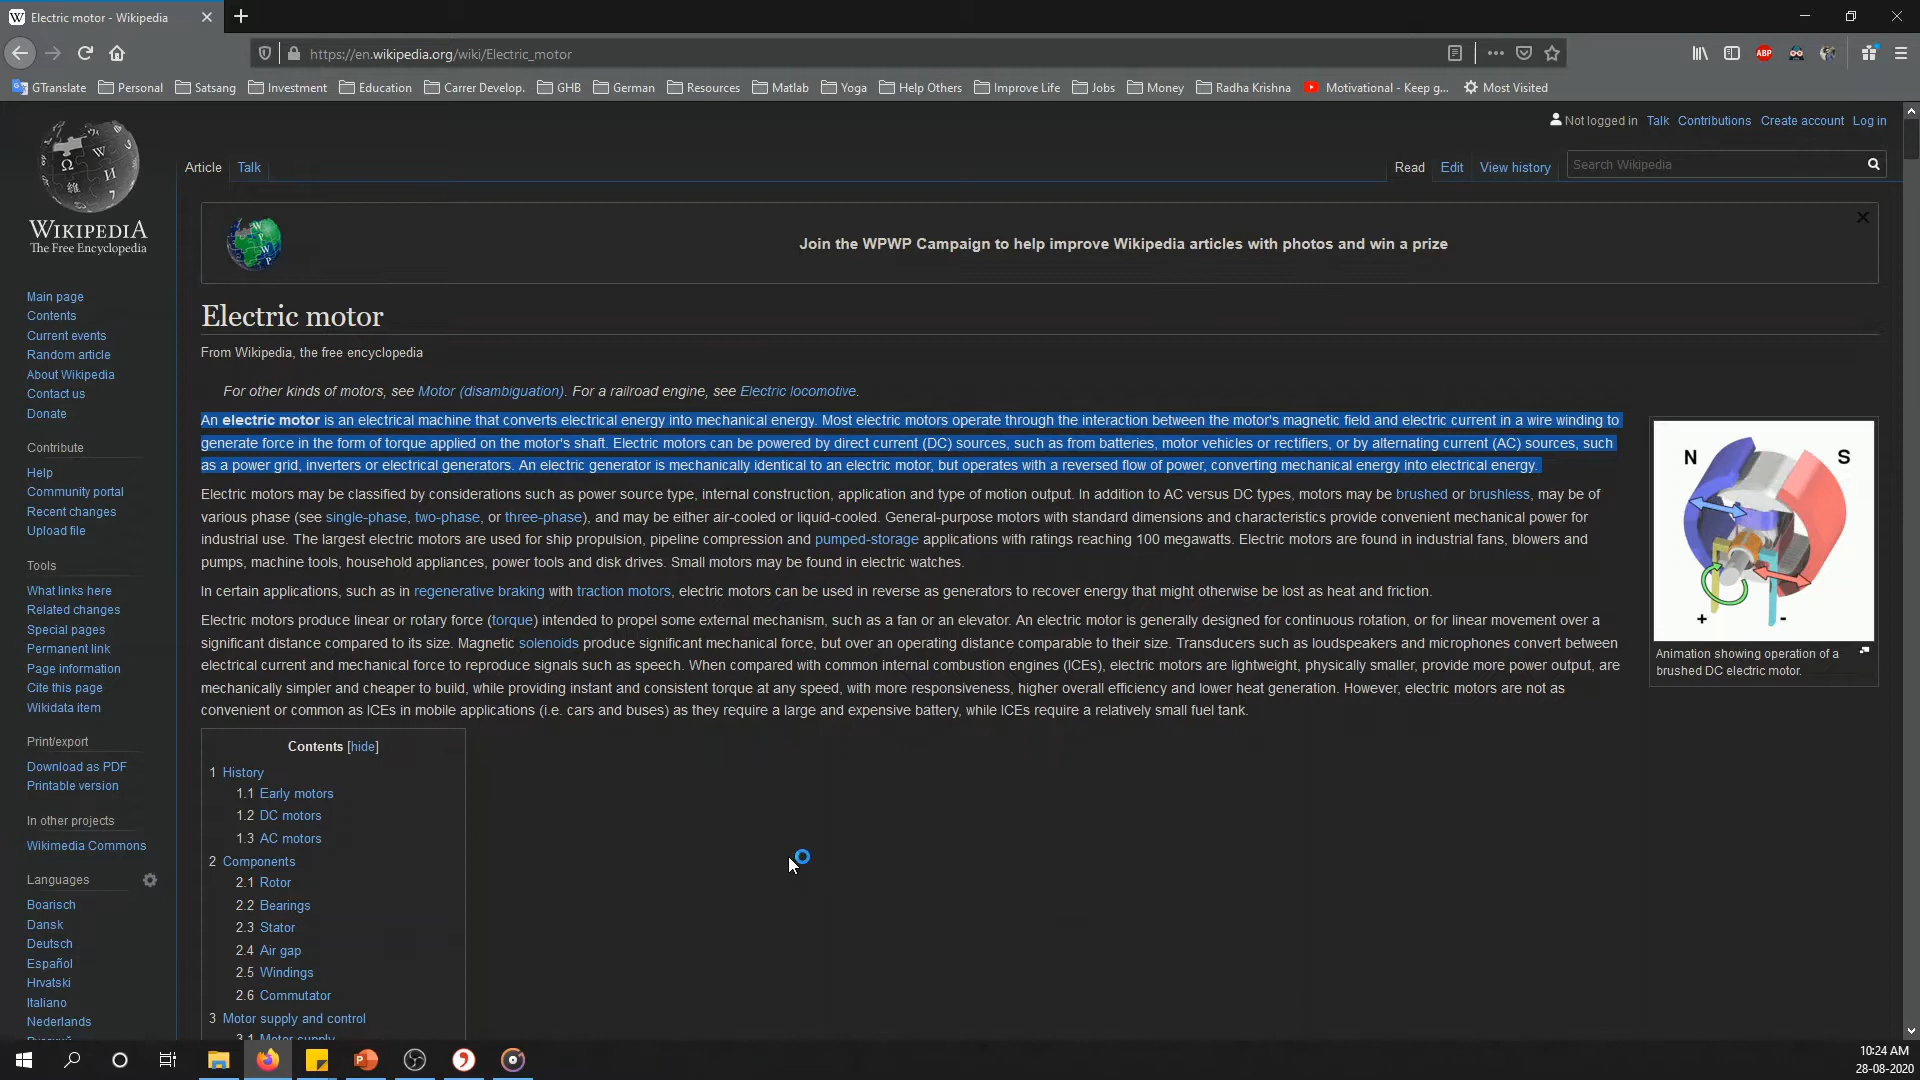 Electric motor - Wikipedia
https://en.wikipedia.org/wiki/Electric_motor
ABP
GTranslate Personal Satsang Investment Education Carrer Develop. GHB German Resources Matlab Yoga Help Others Improve Life Jobs Money Radha Krishna Motivational - Keep g... Most Visited
Not logged in Talk Contributions Create account Log in
Article Talk Read Edit View history Search Wikipedia
WIKIPEDIA
The Free Encyclopedia
Join the WPWP Campaign to help improve Wikipedia articles with photos and win a prize
Main page
Contents
Current events
Random article
About Wikipedia
Contact us
Donate
Contribute
Help
Community portal
Recent changes
Upload file
Tools
What links here
Related changes
Special pages
Permanent link
Page information
Cite this page
Wikidata item
Print/export
Download as PDF
Printable version
In other projects
Wikimedia Commons
Languages
Boarisch
Dansk
Deutsch
Español
Hrvatski
Italiano
Nederlands
Electric motor
From Wikipedia, the free encyclopedia
For other kinds of motors, see Motor (disambiguation). For a railroad engine, see Electric locomotive.
An electric motor is an electrical machine that converts electrical energy into mechanical energy. Most electric motors operate through the interaction between the motor's magnetic field and electric current in a wire winding to
generate force in the form of torque applied on the motor's shaft. Electric motors can be powered by direct current (DC) sources, such as from batteries, motor vehicles or rectifiers, or by alternating current (AC) sources, such
as a power grid, inverters or electrical generators. An electric generator is mechanically identical to an electric motor, but operates with a reversed flow of power, converting mechanical energy into electrical energy.
Electric motors may be classified by considerations such as power source type, internal construction, application and type of motion output. In addition to AC versus DC types, motors may be brushed or brushless, may be of
various phase (see single-phase, two-phase, or three-phase), and may be either air-cooled or liquid-cooled. General-purpose motors with standard dimensions and characteristics provide convenient mechanical power for
industrial use. The largest electric motors are used for ship propulsion, pipeline compression and pumped-storage applications with ratings reaching 100 megawatts. Electric motors are found in industrial fans, blowers and
pumps, machine tools, household appliances, power tools and disk drives. Small motors may be found in electric watches.
In certain applications, such as in regenerative braking with traction motors, electric motors can be used in reverse as generators to recover energy that might otherwise be lost as heat and friction.
Electric motors produce linear or rotary force (torque) intended to propel some external mechanism, such as a fan or an elevator. An electric motor is generally designed for continuous rotation, or for linear movement over a
significant distance compared to its size. Magnetic solenoids produce significant mechanical force, but over an operating distance comparable to their size. Transducers such as loudspeakers and microphones convert between
electrical current and mechanical force to reproduce signals such as speech. When compared with common internal combustion engines (ICEs), electric motors are lightweight, physically smaller, provide more power output, are
mechanically simpler and cheaper to build, while providing instant and consistent torque at any speed, with more responsiveness, higher overall efficiency and lower heat generation. However, electric motors are not as
convenient or common as ICEs in mobile applications (i.e. cars and buses) as they require a large and expensive battery, while ICEs require a relatively small fuel tank.
N S
+ -
Animation showing operation of a
brushed DC electric motor.
Contents [hide]
1 History
1.1 Early motors
1.2 DC motors
1.3 AC motors
2 Components
2.1 Rotor
2.2 Bearings
2.3 Stator
2.4 Air gap
2.5 Windings
2.6 Commutator
3 Motor supply and control
3.1 Motor supply
10:24 AM
28-08-2020